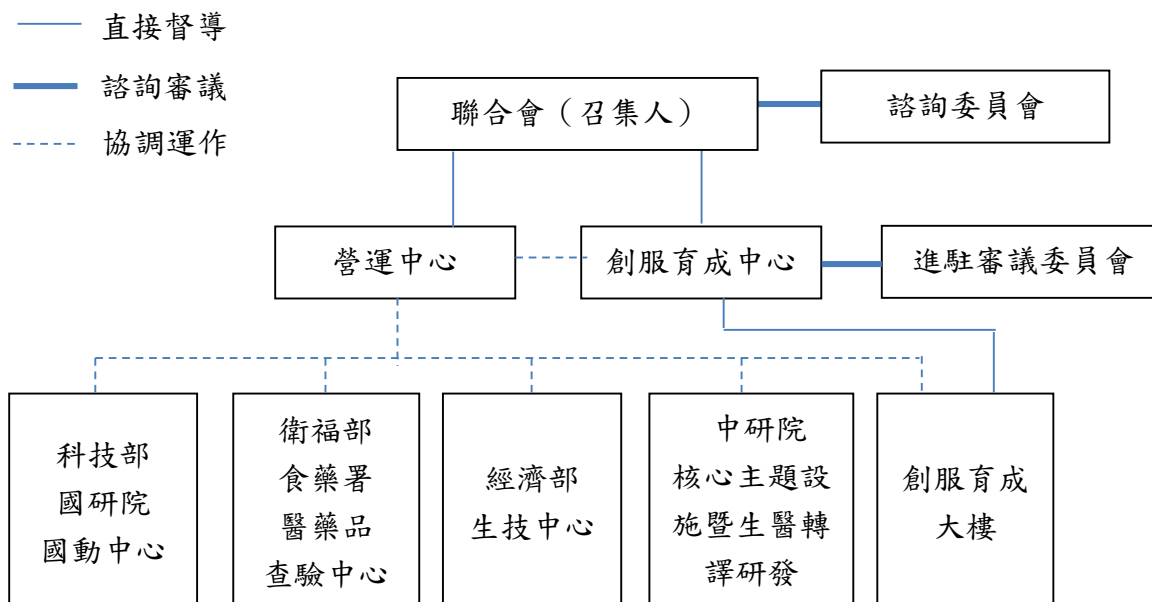 直接督導
諮詢審議
協調運作
聯合會（召集人）
諮詢委員會
營運中心
創服育成中心
進駐審議委員會
科技部
國研院
國動中心
衛福部
食藥署
醫藥品
查驗中心
經濟部
生技中心
中研院
核心主題設
施暨生醫轉
譯研發
創服育成
大樓